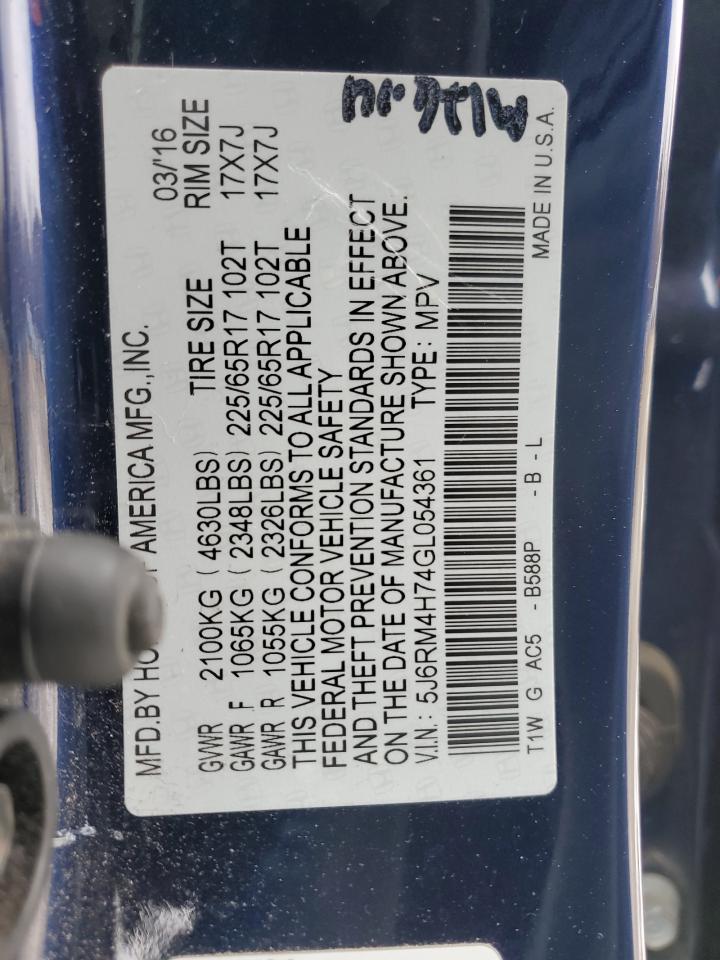 MFD.BY HO OF AMERICA MFG.,INC. 03/'16
GVWR 2100KG ( 4630LBS) TIRE SIZE RIM SIZE
GAWR F 1065KG ( 2348LBS) 225/65R17 102T 17X7J
GAWR R 1055KG ( 2326LBS) 225/65R17 102T 17X7J
THIS VEHICLE CONFORMS TO ALL APPLICABLE
FEDERAL MOTOR VEHICLE SAFETY
AND THEFT PREVENTION STANDARDS IN EFFECT
ON THE DATE OF MANUFACTURE SHOWN ABOVE.
V.I.N.: 5J6RM4H74GL054361 TYPE: MPV
T1W G AC5 - B588P - B - L MADE IN U.S.A.